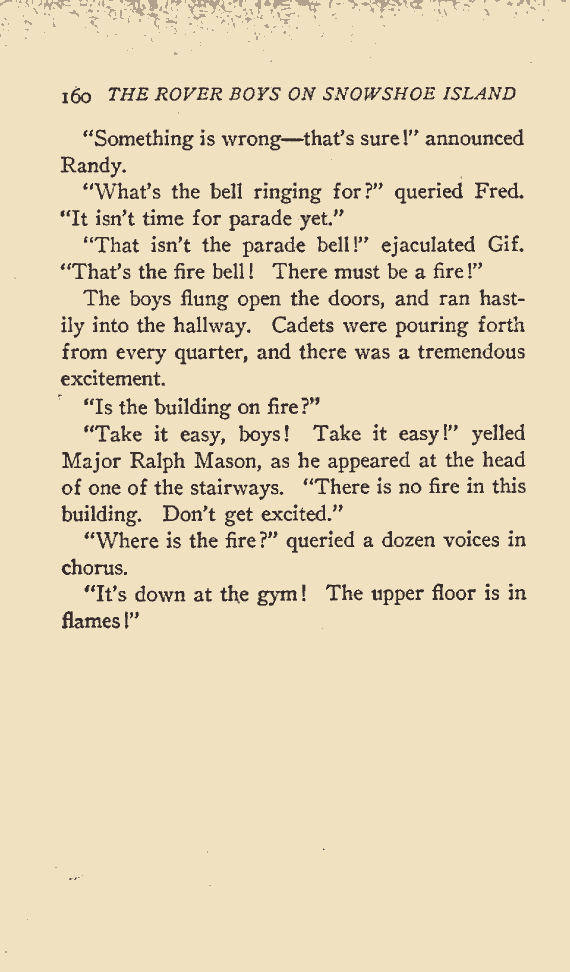 160 THE ROVER BOYS ON SNOWSHOE ISLAND
“Something is wrong—that’s sure!” announced
Randy.
“What’s the bell ringing for?” queried Fred.
“It isn’t time for parade yet.”
“That isn’t the parade bell!” ejaculated Gif.
“That’s the fire bell! There must be a fire!”
The boys flung open the doors, and ran hast-
ily into the hallway. Cadets were pouring forth
from every quarter, and there was a tremendous
excitement.
“Is the building on fire?”
“Take it easy, boys! Take it easy!” yelled
Major Ralph Mason, as he appeared at the head
of one of the stairways. “There is no fire in this
building. Don’t get excited.”
“Where is the fire?” queried a dozen voices in
chorus.
“It’s down at the gym! The upper floor is in
flames!”